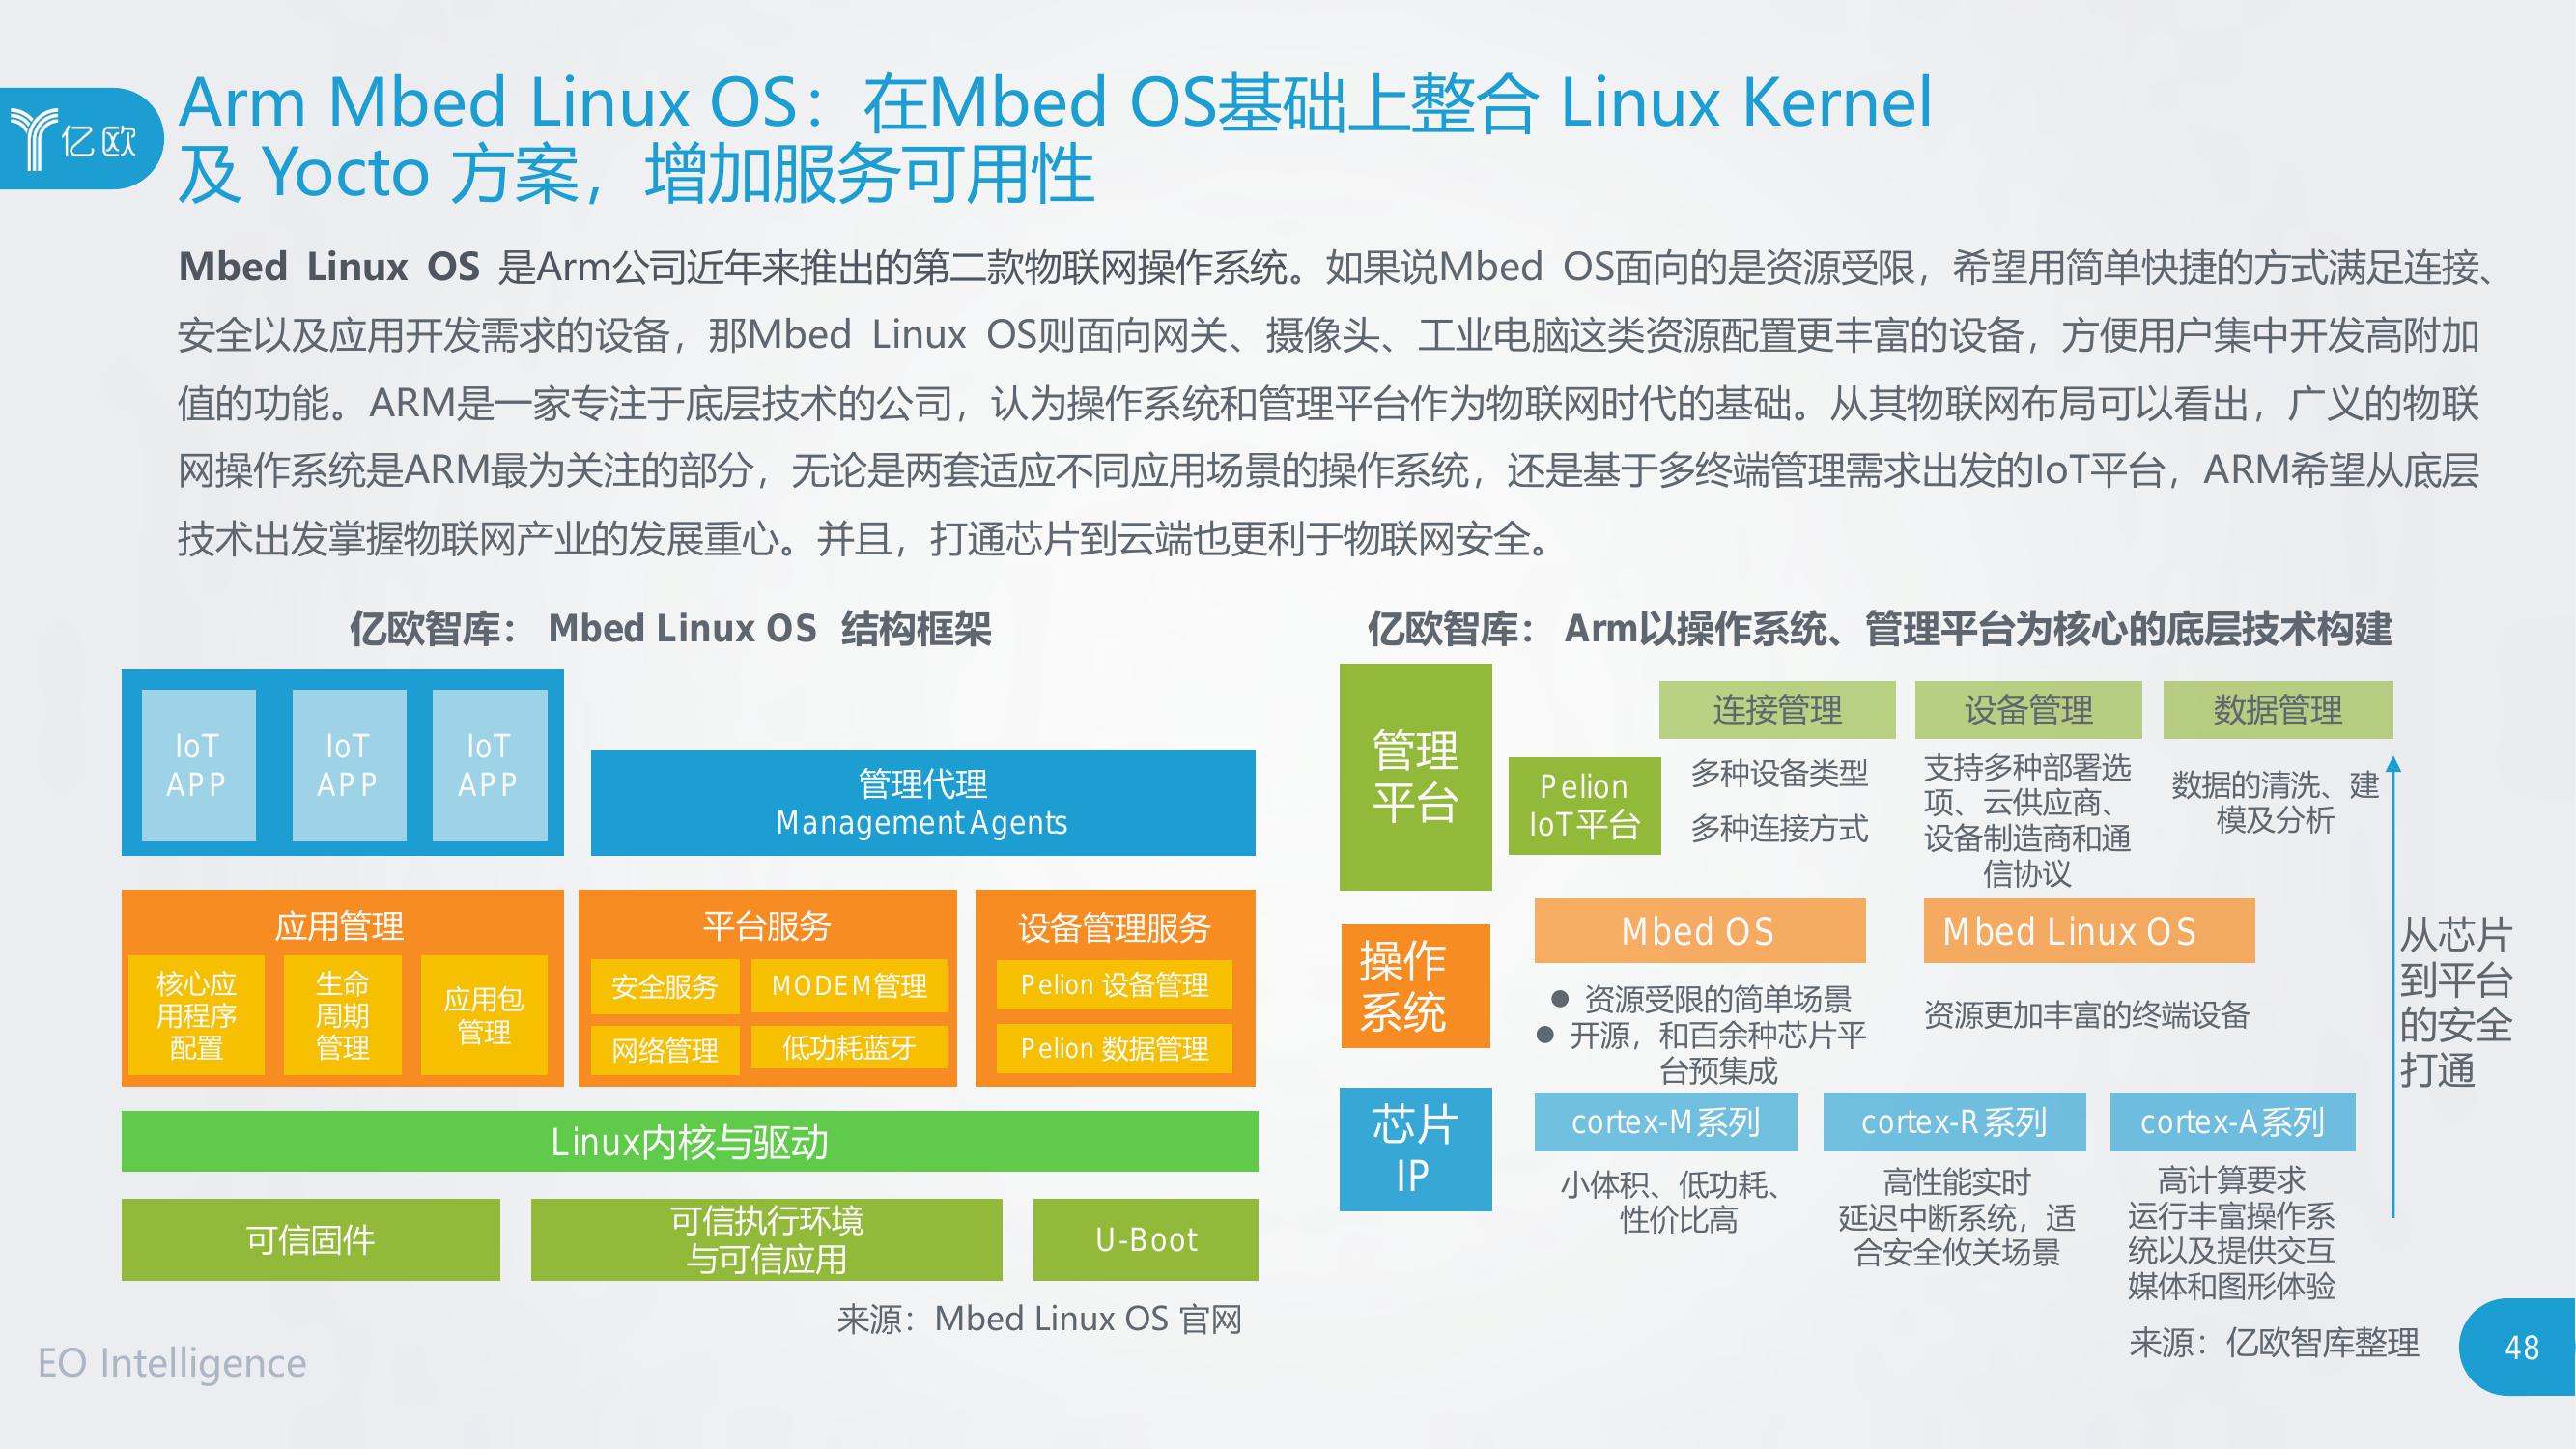 亿欧
Arm Mbed Linux OS：在Mbed OS基础上整合 Linux Kernel
及 Yocto 方案，增加服务可用性
Mbed Linux OS 是Arm公司近年来推出的第二款物联网操作系统。如果说Mbed OS面向的是资源受限，希望用简单快捷的方式满足连接、
安全以及应用开发需求的设备，那Mbed Linux OS则面向网关、摄像头、工业电脑这类资源配置更丰富的设备，方便用户集中开发高附加
值的功能。ARM是一家专注于底层技术的公司，认为操作系统和管理平台作为物联网时代的基础。从其物联网布局可以看出，广义的物联
网操作系统是ARM最为关注的部分，无论是两套适应不同应用场景的操作系统，还是基于多终端管理需求出发的IoT平台，ARM希望从底层
技术出发掌握物联网产业的发展重心。并且，打通芯片到云端也更利于物联网安全。
亿欧智库： Mbed Linux OS 结构框架
IoT
APP
IoT
APP
IoT
APP
管理代理
Management Agents
应用管理
核心应
用程序
配置
生命
周期
管理
应用包
管理
平台服务
安全服务
MODEM管理
网络管理
低功耗蓝牙
设备管理服务
Pelion 设备管理
Pelion 数据管理
Linux内核与驱动
可信固件
可信执行环境
与可信应用
U-Boot
来源：Mbed Linux OS 官网
亿欧智库： Arm以操作系统、管理平台为核心的底层技术构建
管理
平台
Pelion
IoT平台
连接管理
多种设备类型
多种连接方式
设备管理
支持多种部署选
项、云供应商、
设备制造商和通
信协议
数据管理
数据的清洗、建
模及分析
操作
系统
Mbed OS
● 资源受限的简单场景
● 开源，和百余种芯片平
台预集成
Mbed Linux OS
资源更加丰富的终端设备
芯片
IP
cortex-M系列
小体积、低功耗、
性价比高
cortex-R系列
高性能实时
延迟中断系统，适
合安全攸关场景
cortex-A系列
高计算要求
运行丰富操作系
统以及提供交互
媒体和图形体验
从芯片
到平台
的安全
打通
来源：亿欧智库整理
EO Intelligence
48